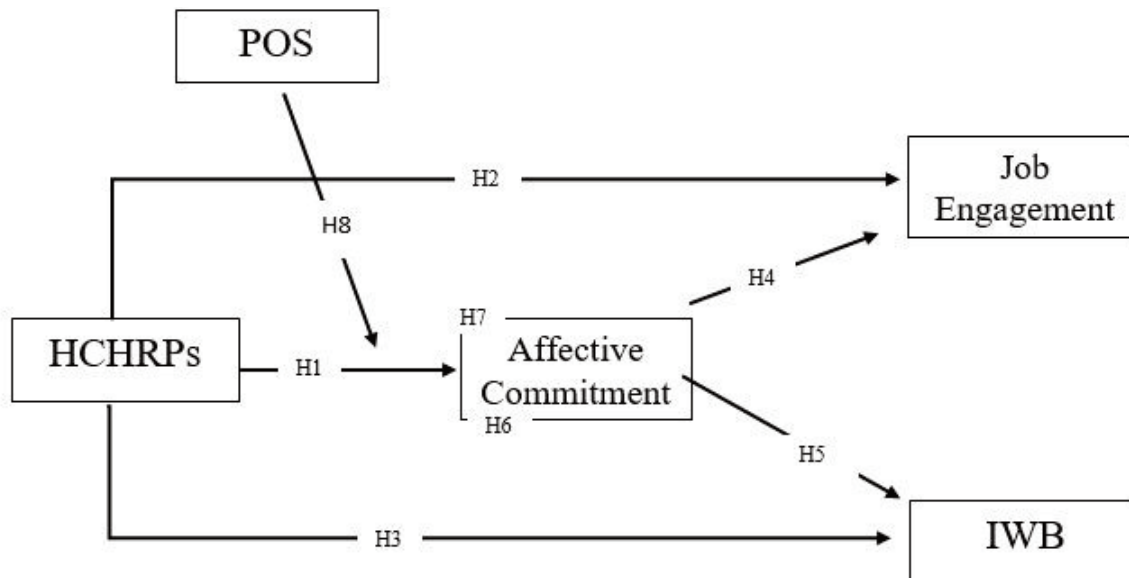 POS
H2
Job
Engagement
H8
H4
H7
HCHRPs
H1
Affective
Commitment
H6
H5
H3
IWB